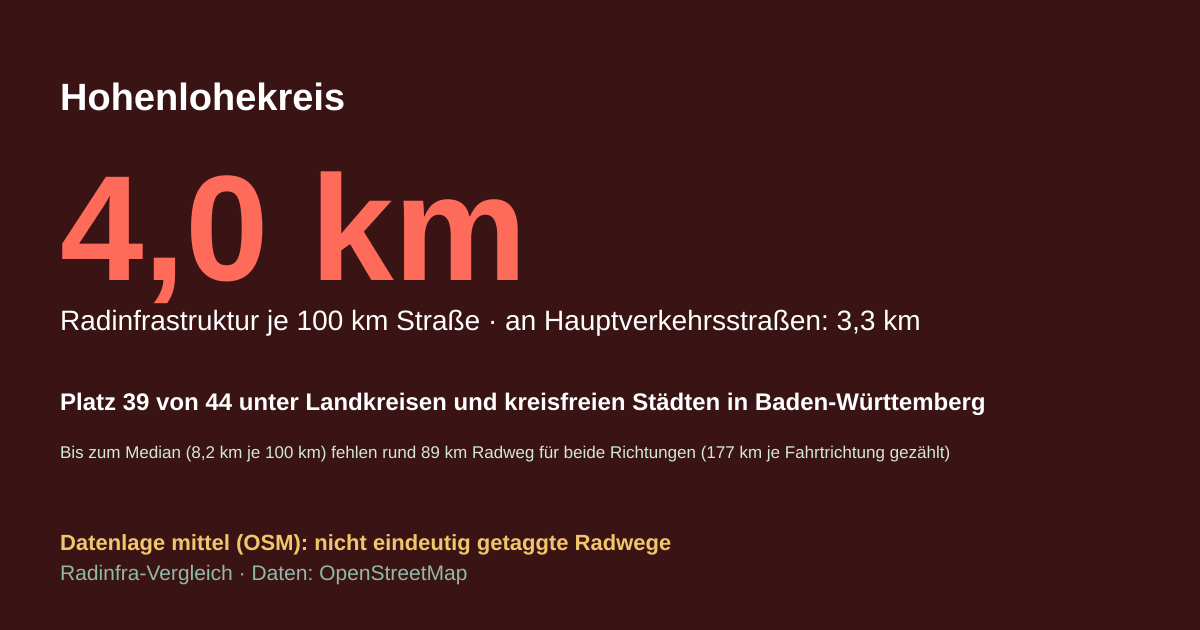 Hohenlohekreis
4,0 km
Radinfrastruktur je 100 km Straße · an Hauptverkehrsstraßen: 3,3 km
Platz 39 von 44 unter Landkreisen und kreisfreien Städten in Baden-Württemberg
Bis zum Median (8,2 km je 100 km) fehlen rund 89 km Radweg für beide Richtungen (177 km je Fahrtrichtung gezählt)
Datenlage mittel (OSM): nicht eindeutig getaggte Radwege
Radinfra-Vergleich · Daten: OpenStreetMap